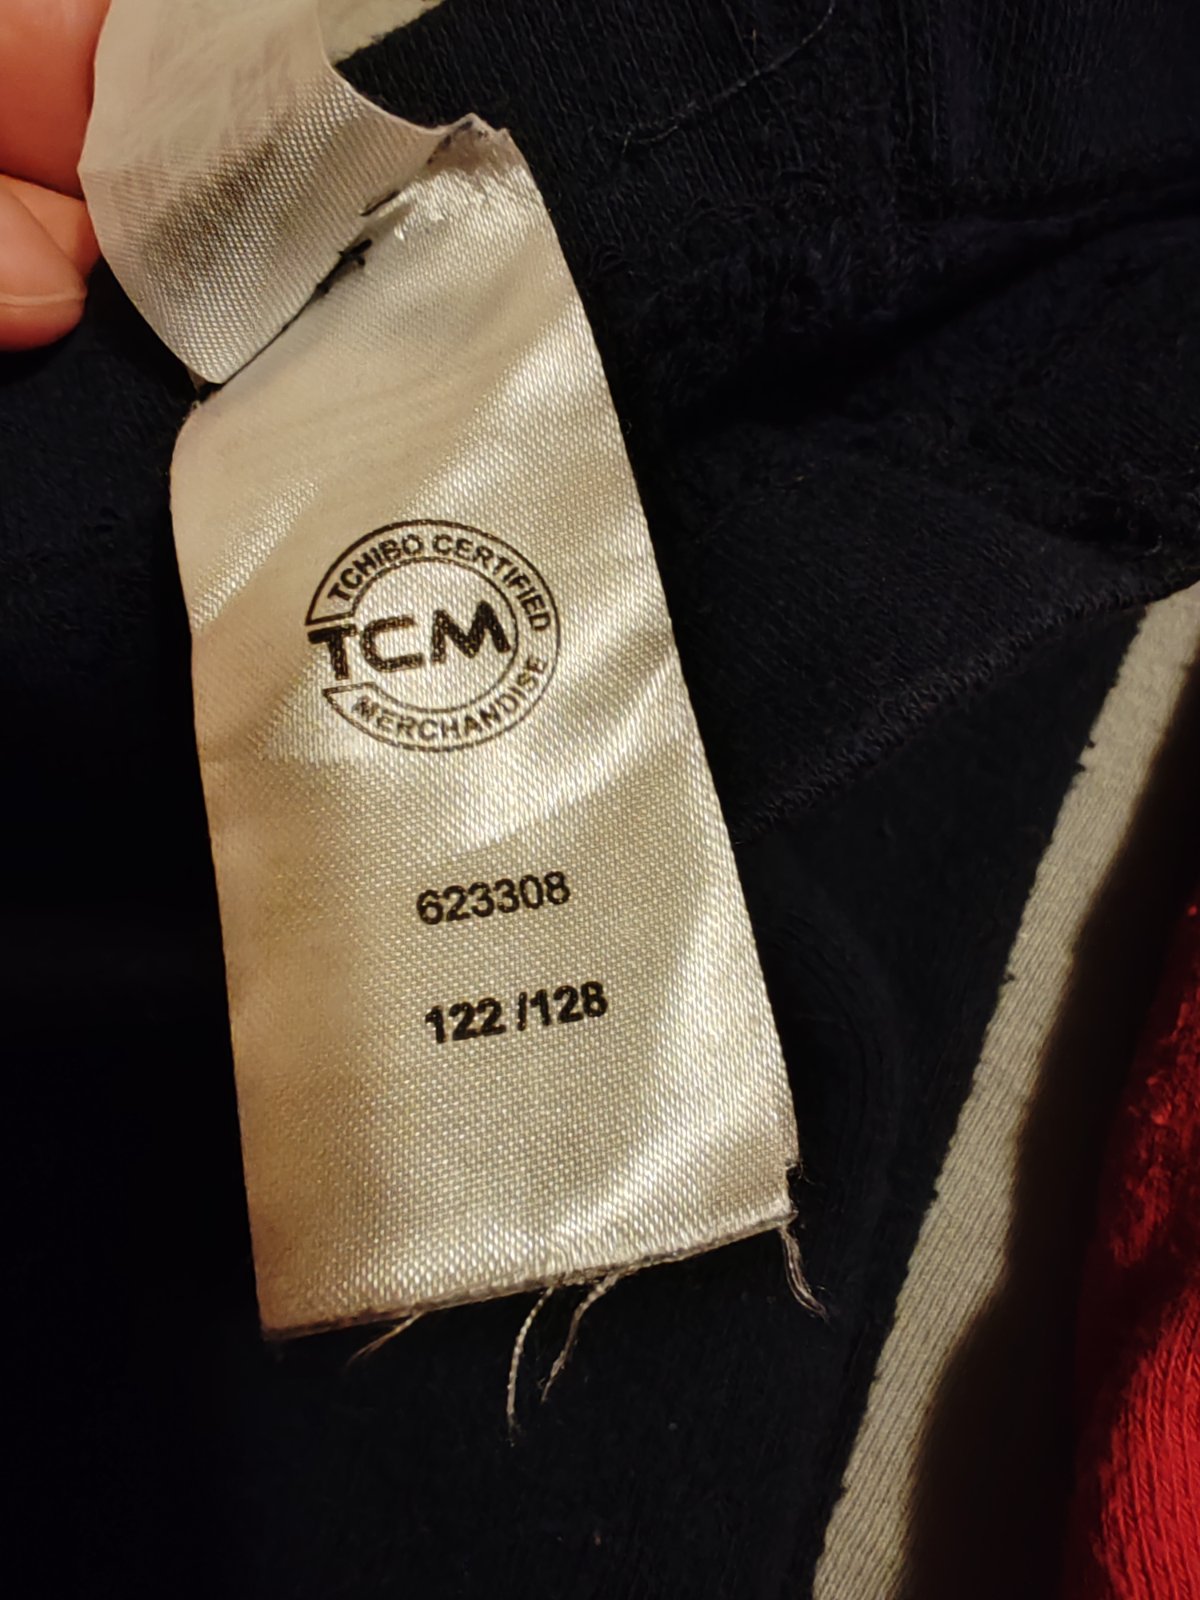 TCHIBO CERTIFIED
TCM
MERCHANDISE
623308
122 /128